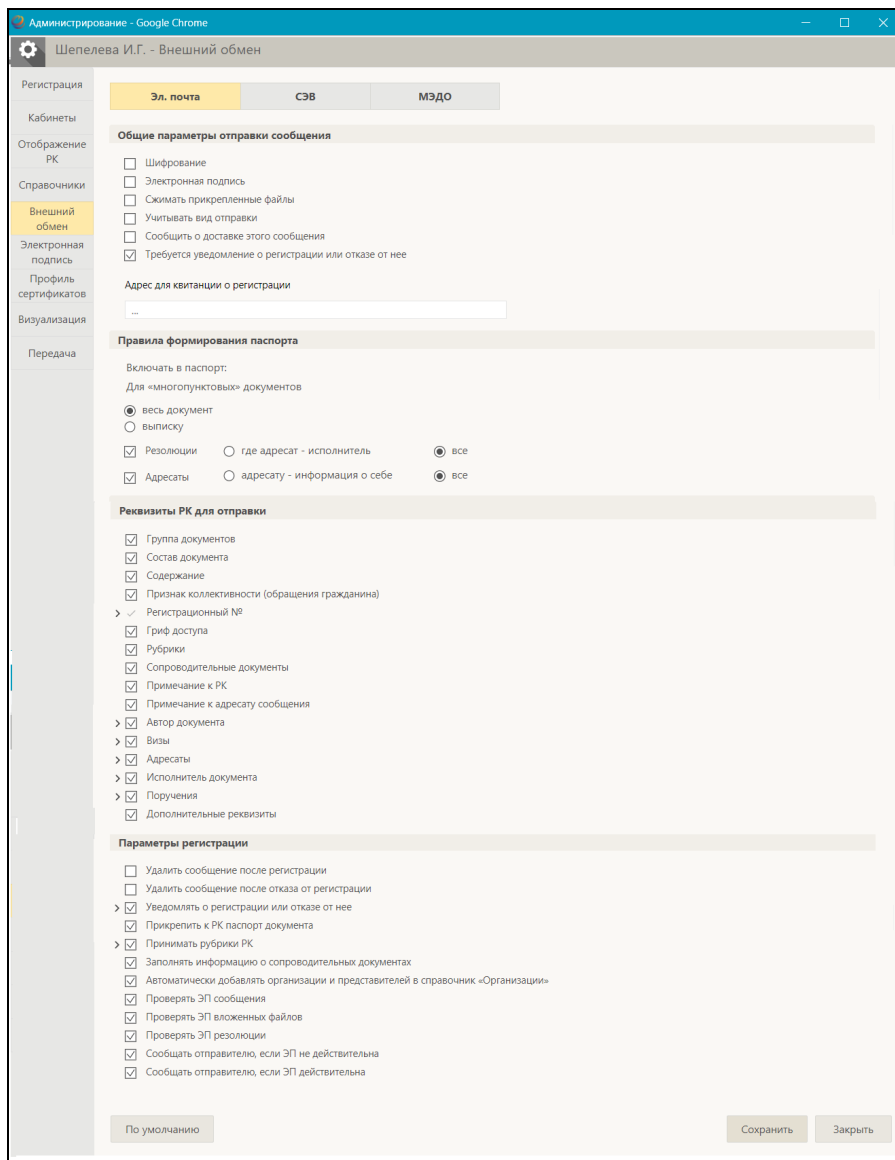 Администрирование - Google Chrome
Шепелева И.Г. - Внешний обмен
Регистрация
Кабинеты
Отображение
РК
Справочники
Внешний
обмен
Электронная
подпись
Профиль
сертификатов
Визуализация
Передача
Эл. почта СЭВ МЭДО
Общие параметры отправки сообщения
Шифрование
Электронная подпись
Сжимать прикрепленные файлы
Учитывать вид отправки
Сообщить о доставке этого сообщения
Требуется уведомление о регистрации или отказе от нее
Адрес для квитанции о регистрации
...
Правила формирования паспорта
Включать в паспорт:
Для «многопунктовых» документов
весь документ
выписку
Резолюции где адресат - исполнитель все
Адресаты адресату - информация о себе все
Реквизиты РК для отправки
Группа документов
Состав документа
Содержание
Признак коллективности (обращения гражданина)
Регистрационный №
Гриф доступа
Рубрики
Сопроводительные документы
Примечание к РК
Примечание к адресату сообщения
Автор документа
Визы
Адресаты
Исполнитель документа
Поручения
Дополнительные реквизиты
Параметры регистрации
Удалить сообщение после регистрации
Удалить сообщение после отказа от регистрации
Уведомлять о регистрации или отказе от нее
Прикрепить к РК паспорт документа
Принимать рубрики РК
Заполнять информацию о сопроводительных документах
Автоматически добавлять организации и представителей в справочник «Организации»
Проверять ЭП сообщения
Проверять ЭП вложенных файлов
Проверять ЭП резолюции
Сообщать отправителю, если ЭП не действительна
Сообщать отправителю, если ЭП действительна
По умолчанию Сохранить Закрыть